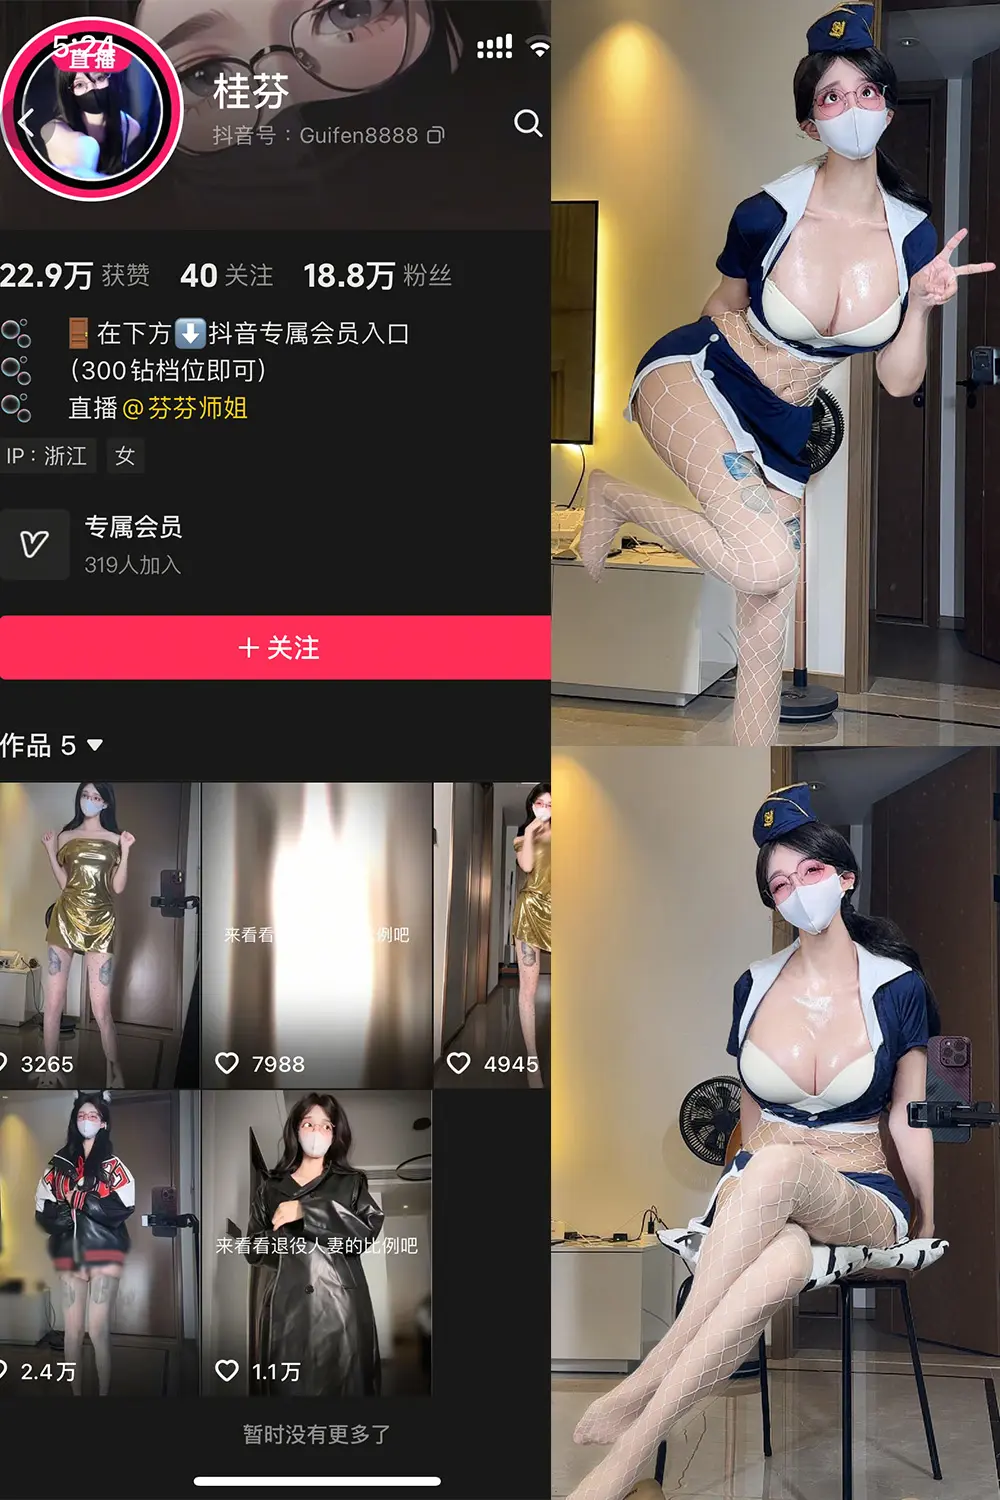 5:24
直播
桂芬
抖音号：Guifen8888
22.9万 获赞 40 关注 18.8万 粉丝
🚪在下方⬇️抖音专属会员入口
（300钻档位即可）
直播@芬芬师姐
IP：浙江 女
专属会员
319人加入
＋关注
作品 5
来看看
例吧
3265
7988
4945
来看看退役人妻的比例吧
2.4万
1.1万
暂时没有更多了